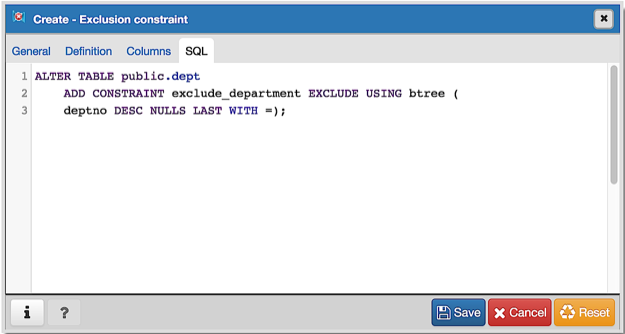 Create - Exclusion constraint
General Definition Columns SQL
1 ALTER TABLE public.dept
2 ADD CONSTRAINT exclude_department EXCLUDE USING btree (
3 deptno DESC NULLS LAST WITH =);
i ? Save Cancel Reset